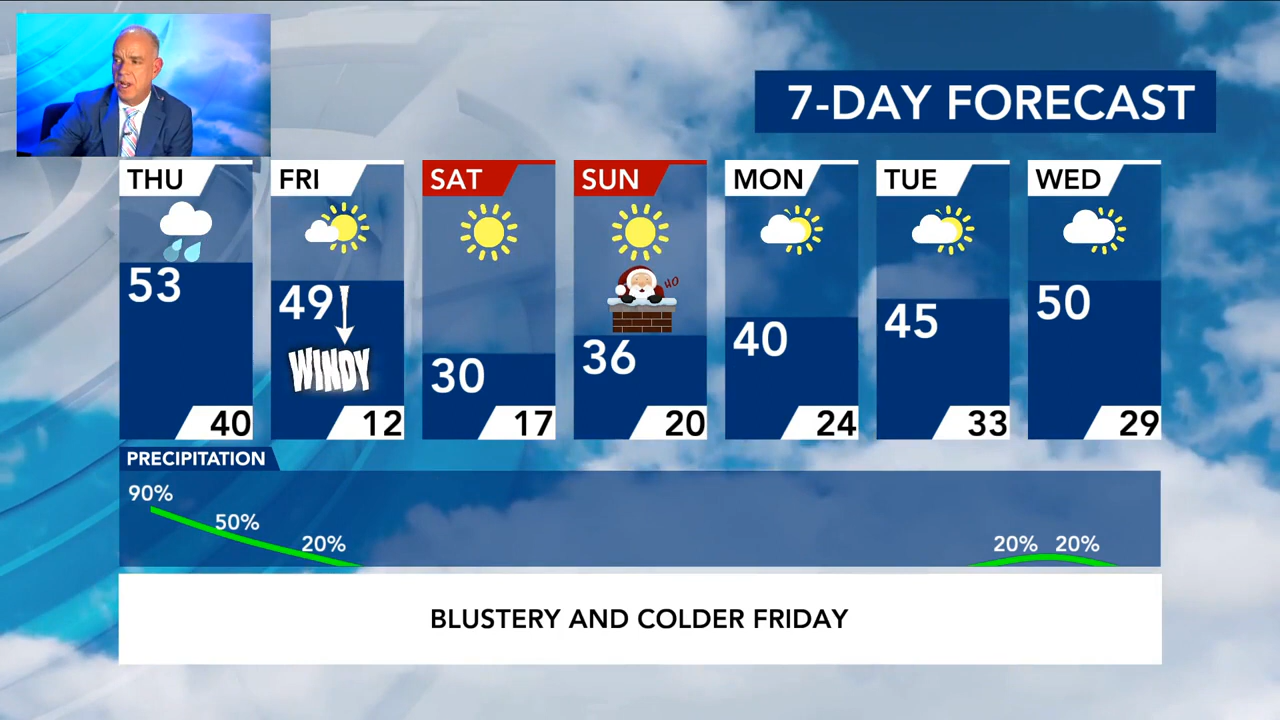 7-DAY FORECAST
THU FRI SAT SUN MON TUE WED
HO
53 49 30 36 40 45 50
WINDY
40 12 17 20 24 33 29
PRECIPITATION
90% 50% 20% 20% 20%
BLUSTERY AND COLDER FRIDAY